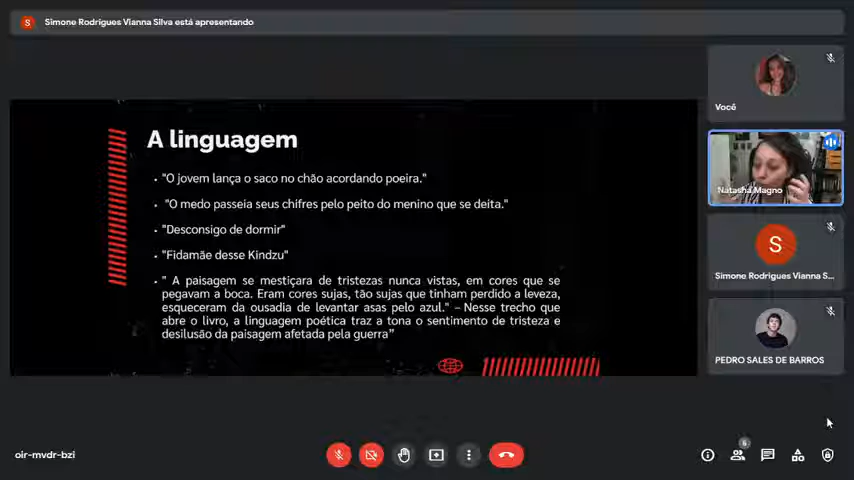 S Simone Rodrigues Vianna Silva está apresentando
A linguagem
• "O jovem lança o saco no chão acordando poeira."
• "O medo passeia seus chifres pelo peito do menino que se deita."
• "Desconsigo de dormir"
• "Fidamãe desse Kindzu"
• " A paisagem se mestiçara de tristezas nunca vistas, em cores que se
pegavam a boca. Eram cores sujas, tão sujas que tinham perdido a leveza,
esqueceram da ousadia de levantar asas pelo azul." – Nesse trecho que
abre o livro, a linguagem poética traz a tona o sentimento de tristeza e
desilusão da paisagem afetada pela guerra”
Você
Natasha Magno
S
Simone Rodrigues Vianna S...
PEDRO SALES DE BARROS
oir-mvdr-bzi
6